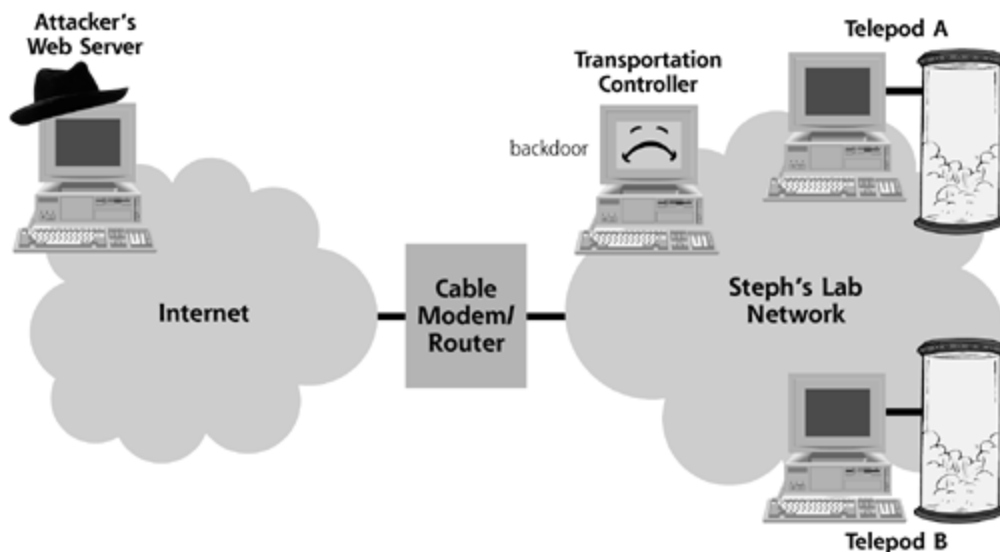 Attacker's
Web Server
Transportation
Controller
backdoor
Telepod A
Internet
Cable
Modem/
Router
Steph's Lab
Network
Telepod B